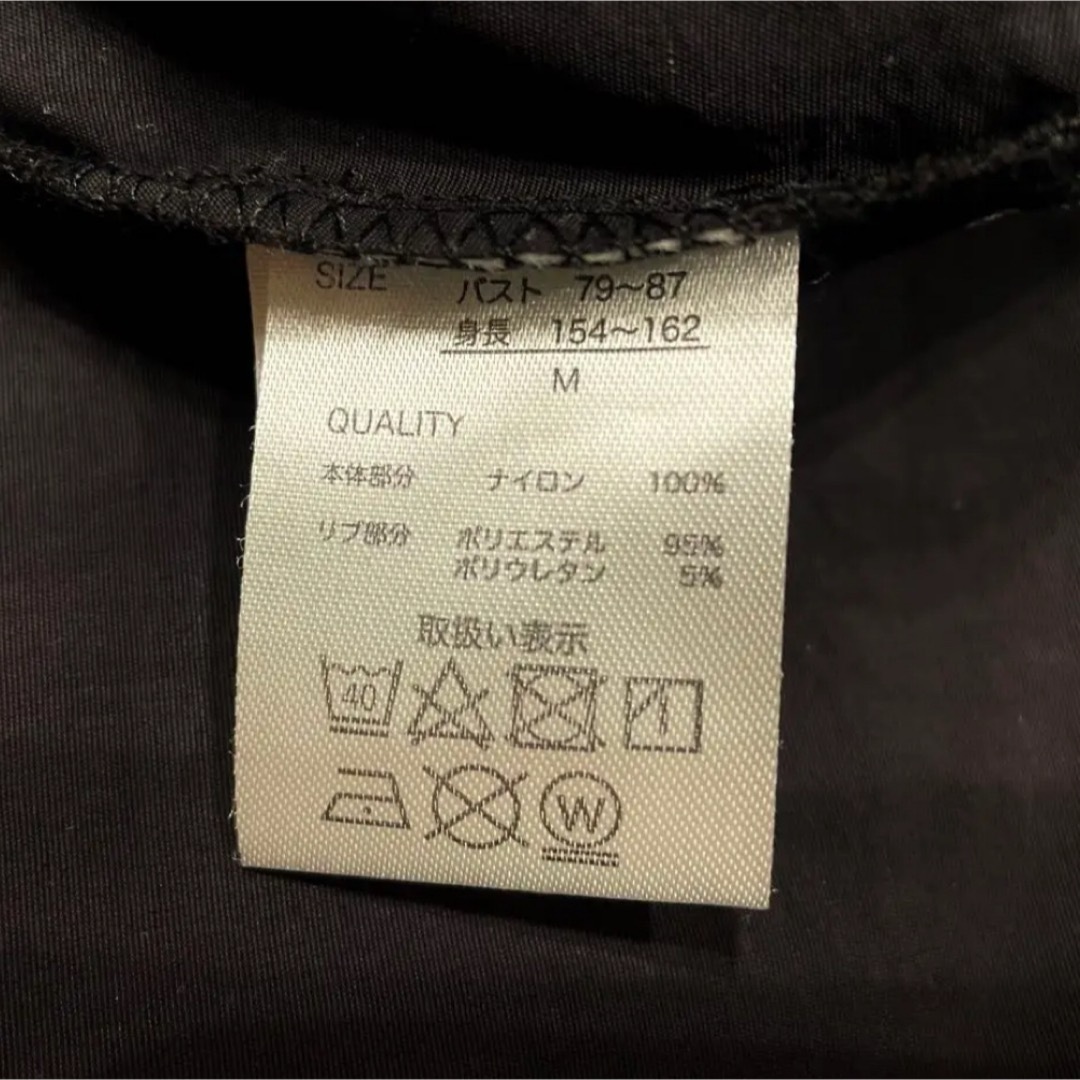 SIZE バスト 79〜87
身長 154〜162
M
QUALITY
本体部分 ナイロン 100%
リブ部分 ポリエステル 95%
ポリウレタン 5%
取扱い表示
40
W